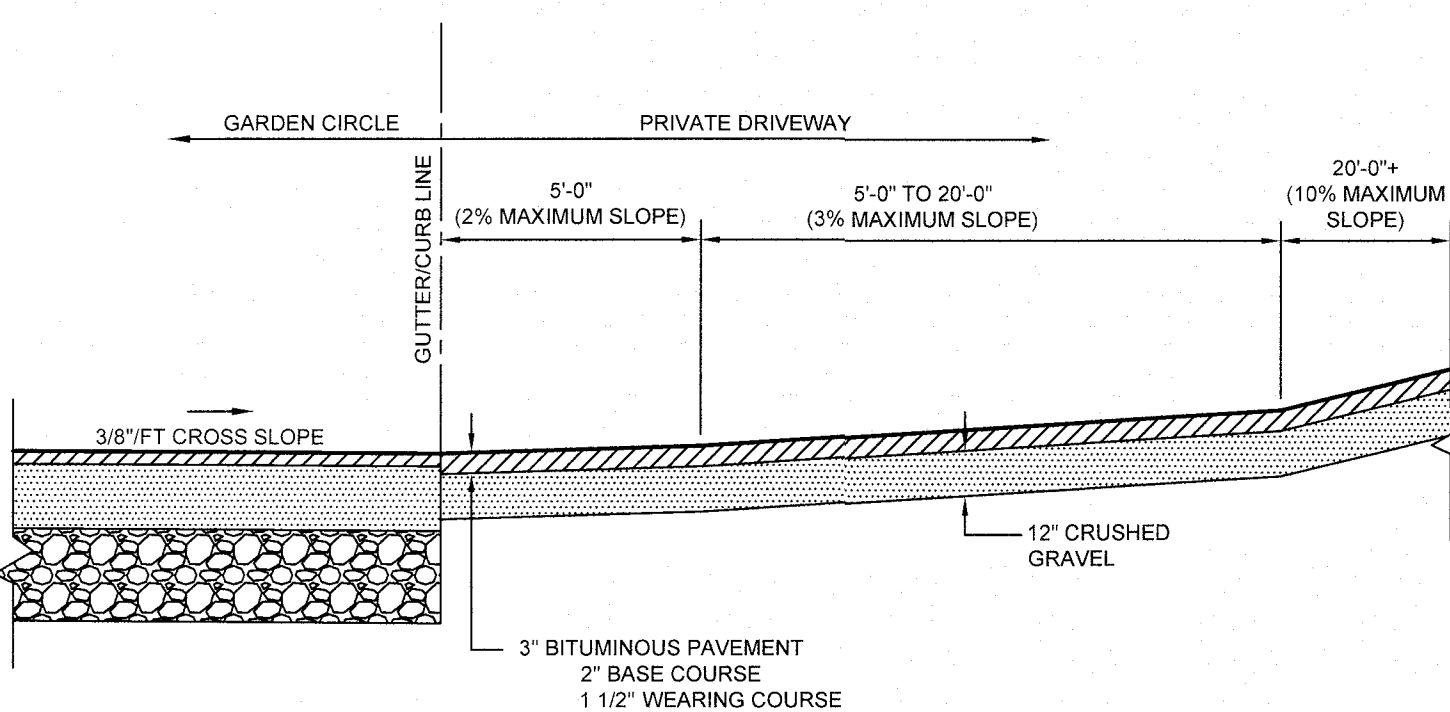 GARDEN CIRCLE
PRIVATE DRIVEWAY
GUTTER/CURB LINE
5'-0"
(2% MAXIMUM SLOPE)
5'-0" TO 20'-0"
(3% MAXIMUM SLOPE)
20'-0"+
(10% MAXIMUM
SLOPE)
3/8"/FT CROSS SLOPE
12" CRUSHED
GRAVEL
3" BITUMINOUS PAVEMENT
2" BASE COURSE
1 1/2" WEARING COURSE